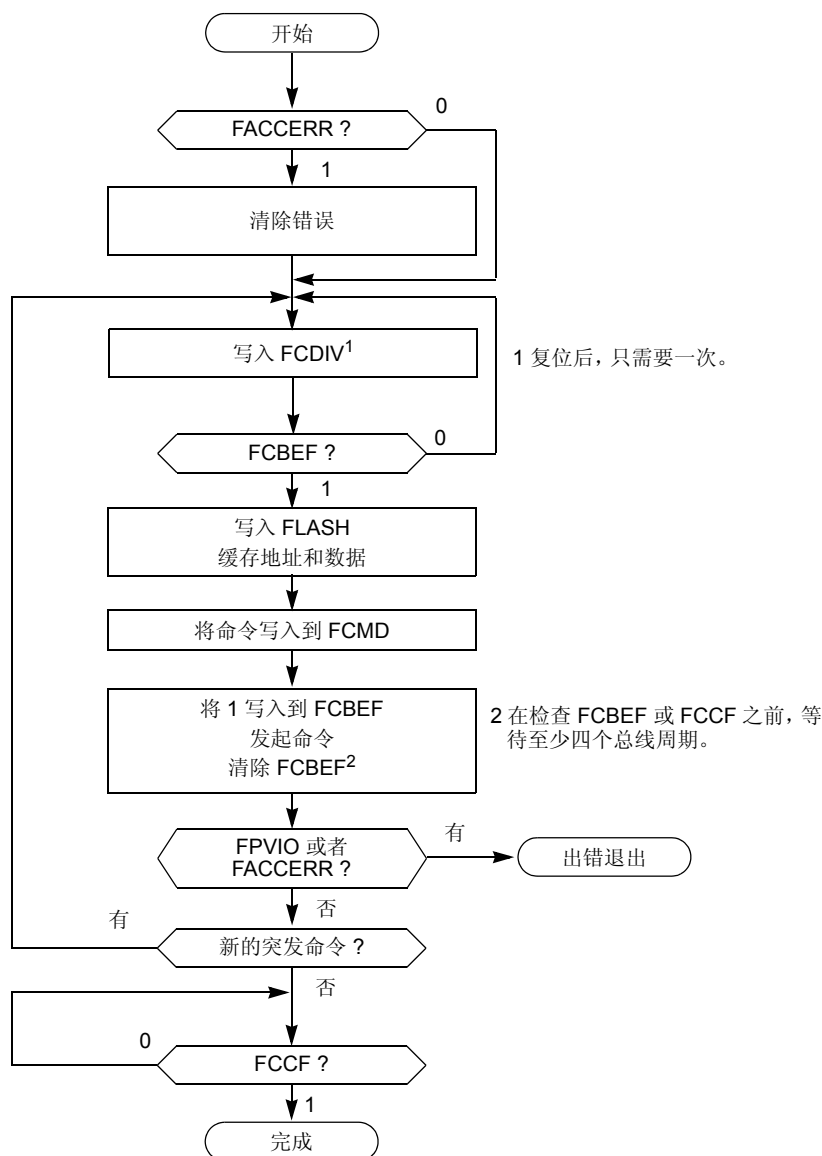 开始
0
FACCERR ?
1
清除错误
写入 FCDIV1
1 复位后，只需要一次。
0
FCBEF ?
1
写入 FLASH
缓存地址和数据
将命令写入到 FCMD
将 1 写入到 FCBEF
发起命令
清除 FCBEF2
2 在检查 FCBEF 或 FCCF 之前，等
待至少四个总线周期。
FPVIO 或者
FACCERR ?
有
出错退出
否
有
新的突发命令 ?
否
0
FCCF ?
1
完成